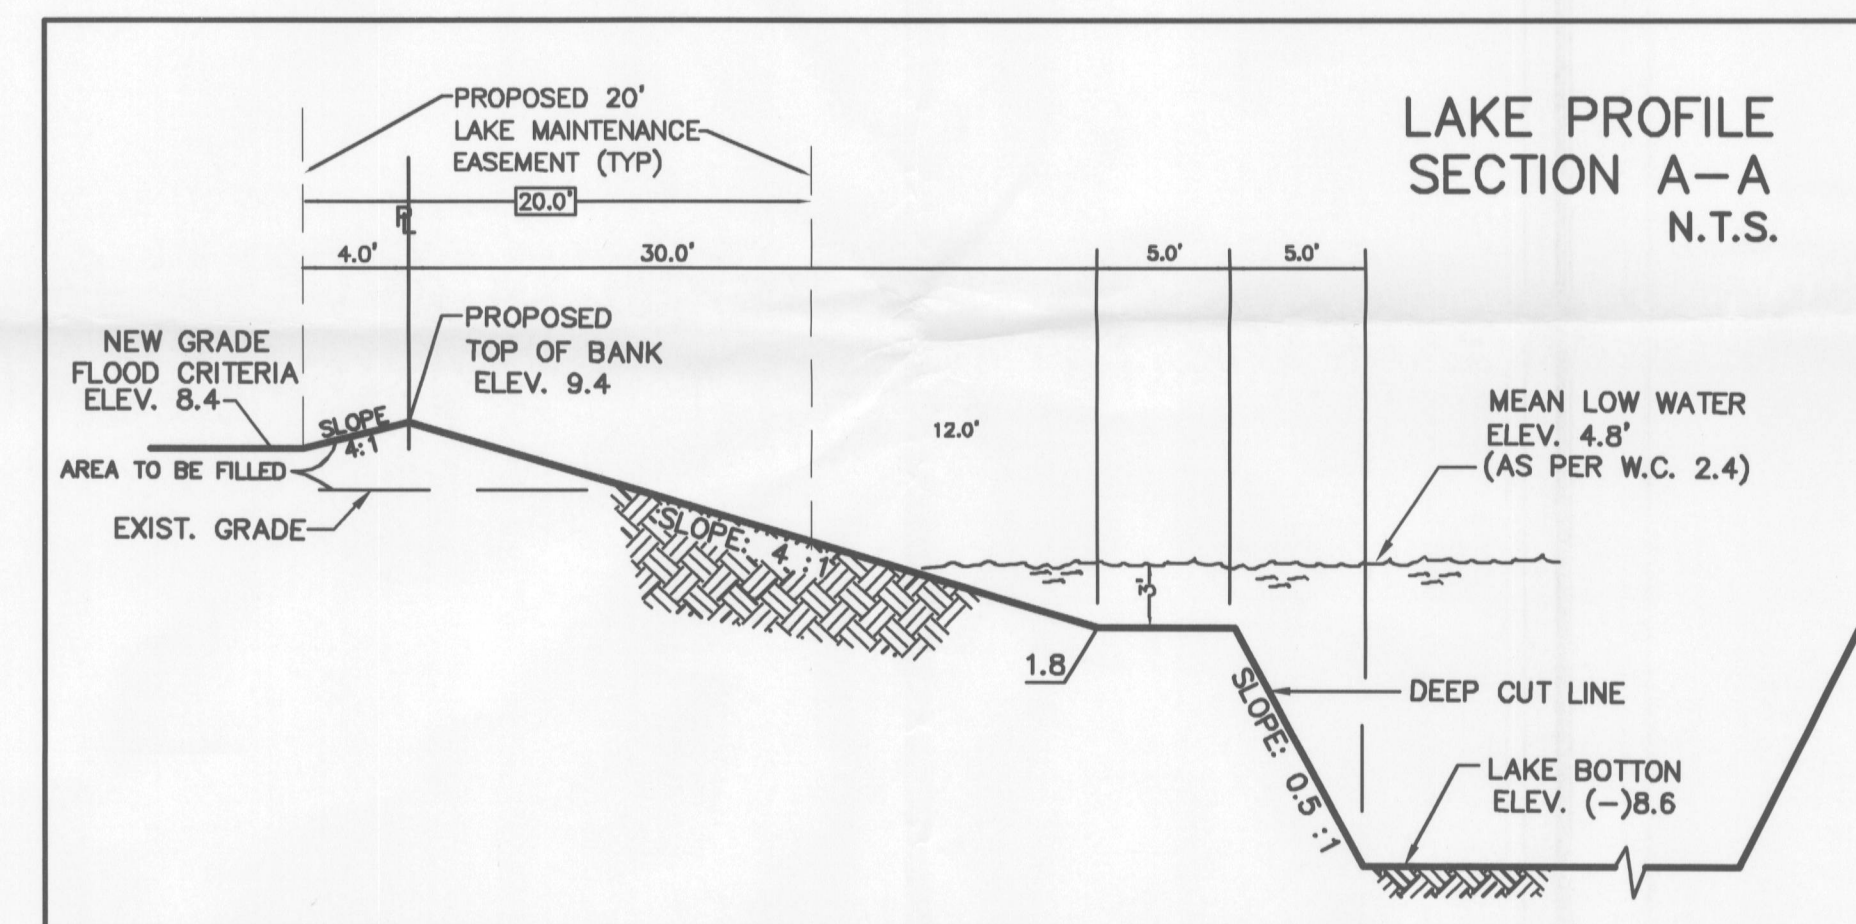 LAKE PROFILE
SECTION A-A
N.T.S.
PROPOSED 20'
LAKE MAINTENANCE
EASEMENT (TYP)
20.0'
PL
4.0'
30.0'
5.0'
5.0'
PROPOSED
TOP OF BANK
ELEV. 9.4
NEW GRADE
FLOOD CRITERIA
ELEV. 8.4
SLOPE
4:1
AREA TO BE FILLED
EXIST. GRADE
12.0'
MEAN LOW WATER
ELEV. 4.8'
(AS PER W.C. 2.4)
SLOPE: 4 :1
3'
1.8
DEEP CUT LINE
SLOPE: 0.5 :1
LAKE BOTTON
ELEV. (-)8.6